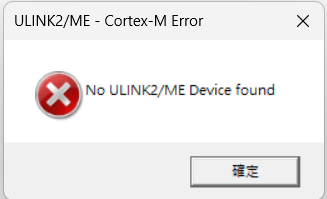 ULINK2/ME - Cortex-M Error
No ULINK2/ME Device found
確定